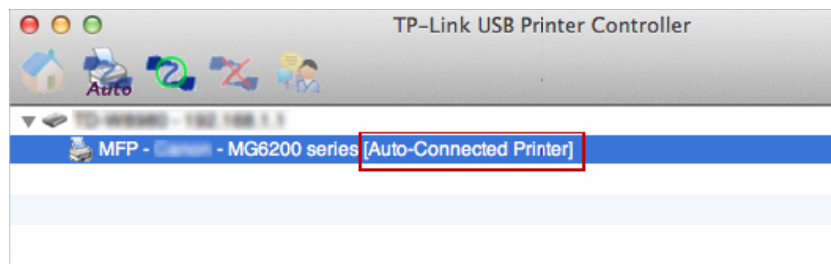 TP-Link USB Printer Controller
Auto
MFP - - MG6200 series [Auto-Connected Printer]